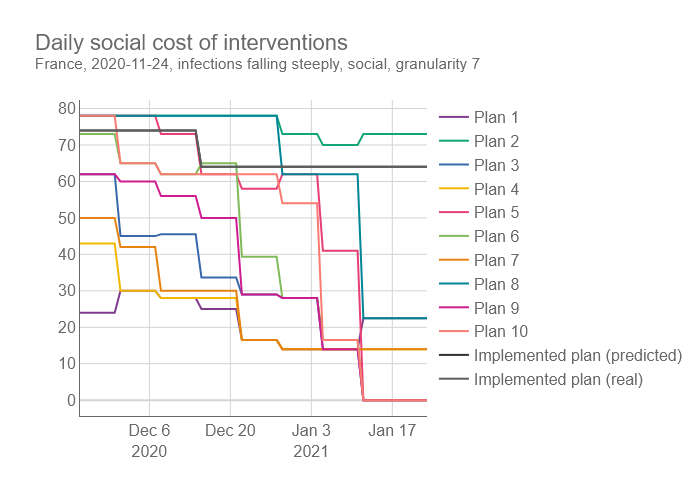 Daily social cost of interventions
France, 2020-11-24, infections falling steeply, social, granularity 7
80
70
60
50
40
30
20
10
0
Dec 6
2020
Dec 20
Jan 3
2021
Jan 17
Plan 1
Plan 2
Plan 3
Plan 4
Plan 5
Plan 6
Plan 7
Plan 8
Plan 9
Plan 10
Implemented plan (predicted)
Implemented plan (real)